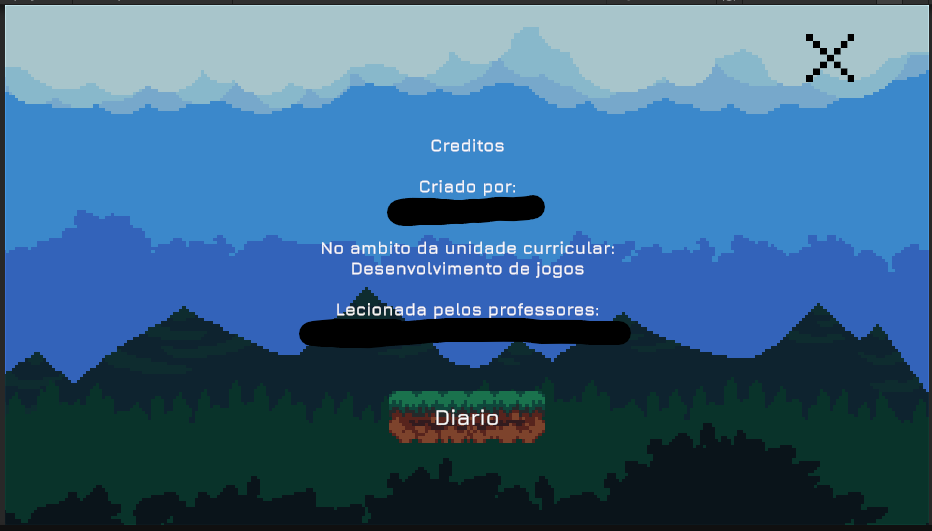 Creditos
Criado por:
No ambito da unidade curricular:
Desenvolvimento de jogos
Lecionada pelos professores:
Diario